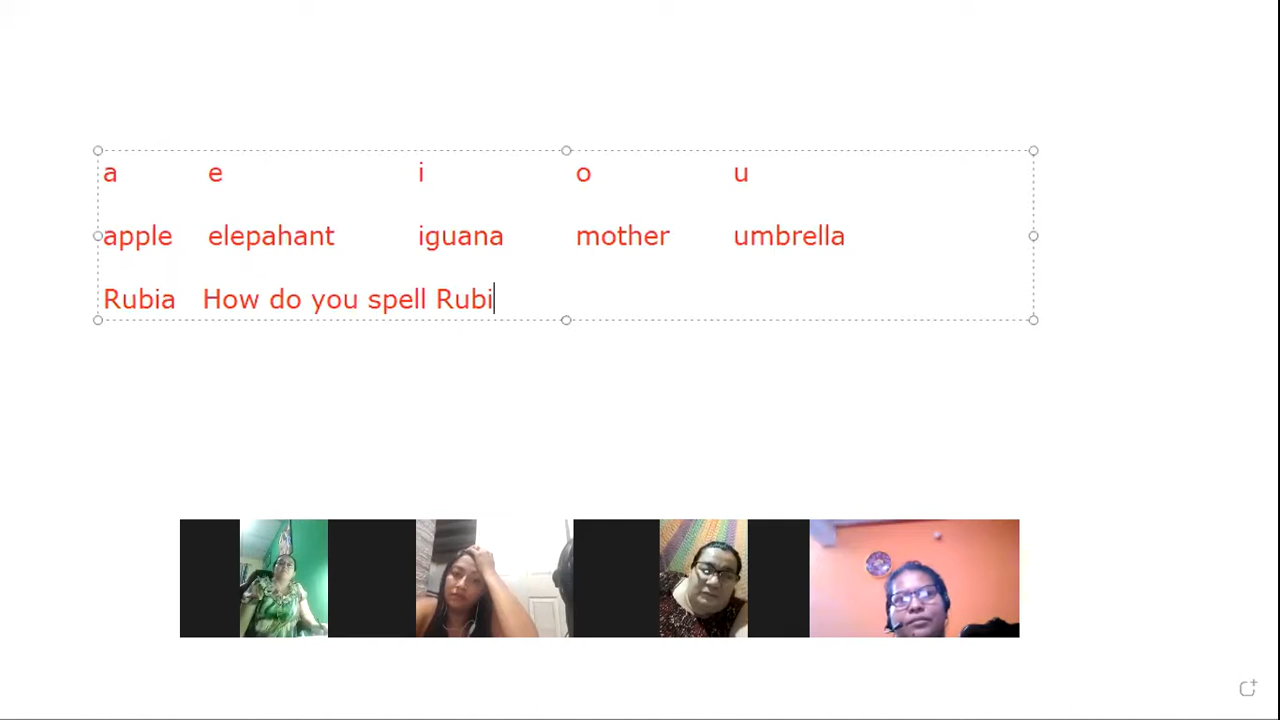 a e i o u
apple elepahant iguana mother umbrella
Rubia How do you spell Rubi